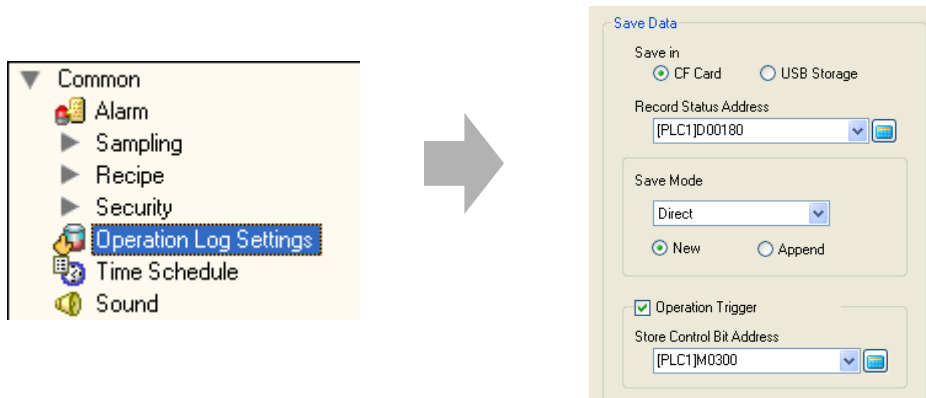 Common
Alarm
Sampling
Recipe
Security
Operation Log Settings
Time Schedule
Sound
Save Data
Save in
CF Card USB Storage
Record Status Address
[PLC1]D00180
Save Mode
Direct
New Append
Operation Trigger
Store Control Bit Address
[PLC1]M0300